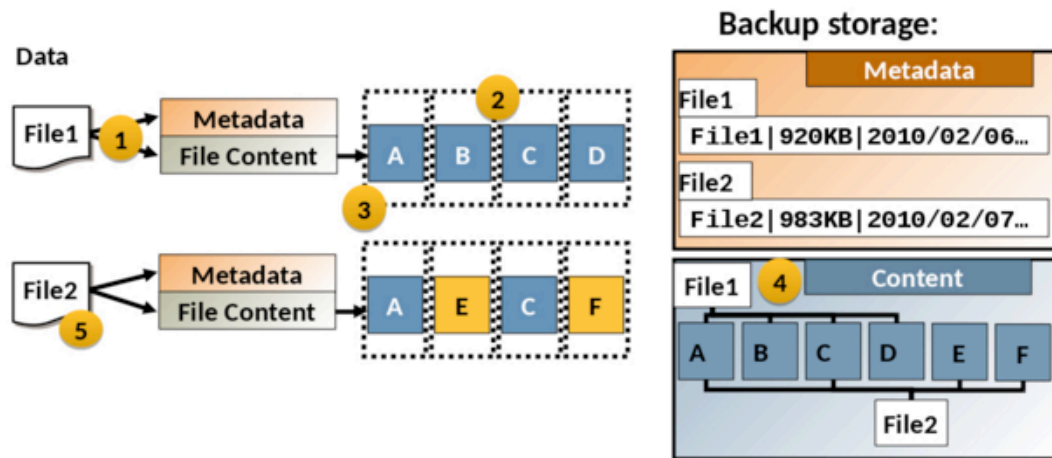 Backup storage:
Data
File1
1
Metadata
File Content
2
A B C D
3
File2
5
Metadata
File Content
A E C F
Metadata
File1
File1|920KB|2010/02/06…
File2
File2|983KB|2010/02/07…
Content
File1
4
A B C D E F
File2